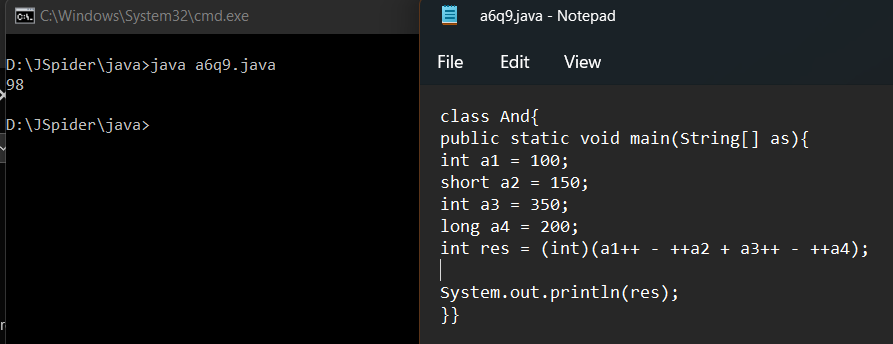 C:\Windows\System32\cmd.exe
D:\JSpider\java>java a6q9.java
98
D:\JSpider\java>
a6q9.java - Notepad
File Edit View
class And{
public static void main(String[] as){
int a1 = 100;
short a2 = 150;
int a3 = 350;
long a4 = 200;
int res = (int)(a1++ - ++a2 + a3++ - ++a4);
System.out.println(res);
}}